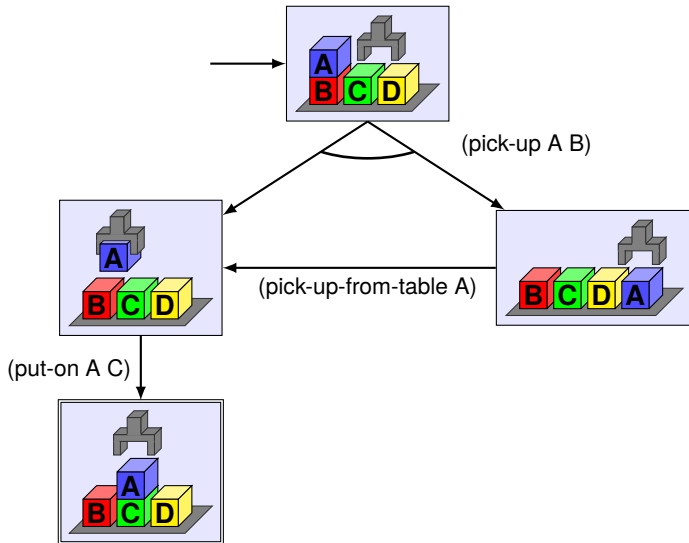 A
B C D
(pick-up A B)
A
B C D
B C D A
(pick-up-from-table A)
(put-on A C)
A
B C D